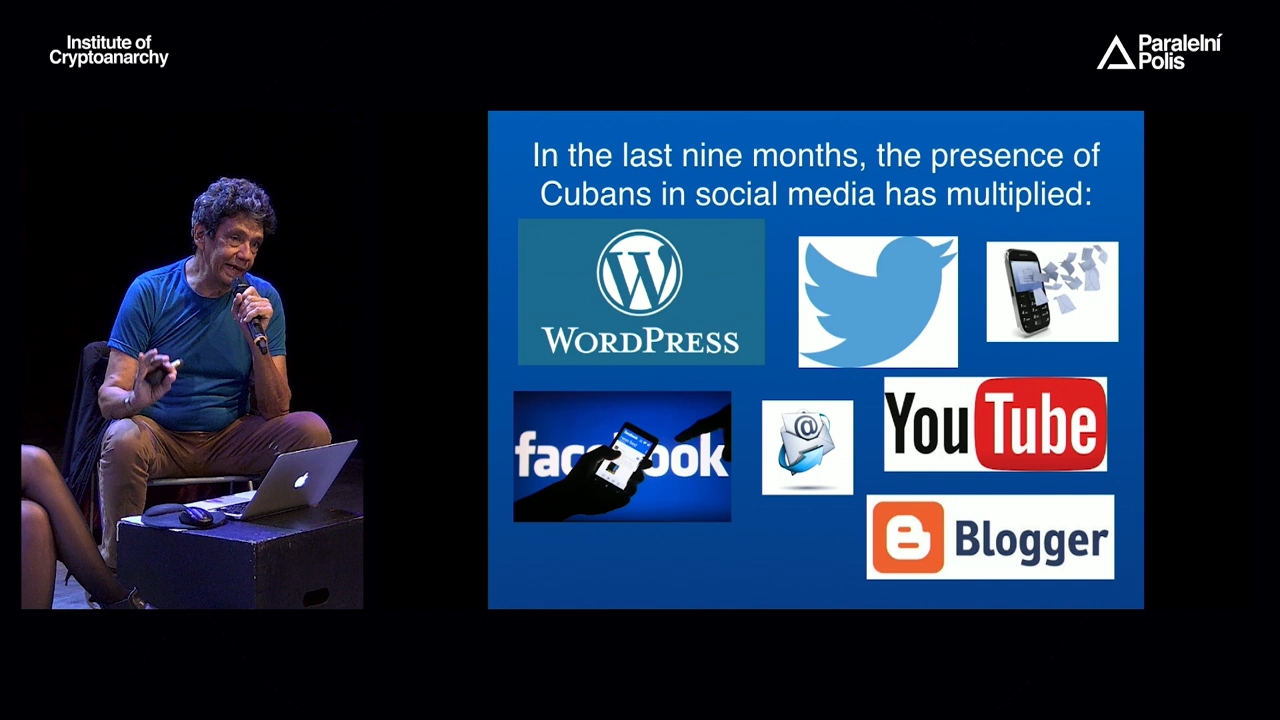 Institute of
Cryptoanarchy
Paralelní
Polis
In the last nine months, the presence of
Cubans in social media has multiplied:
WORDPRESS
facebook
@
YouTube
Blogger